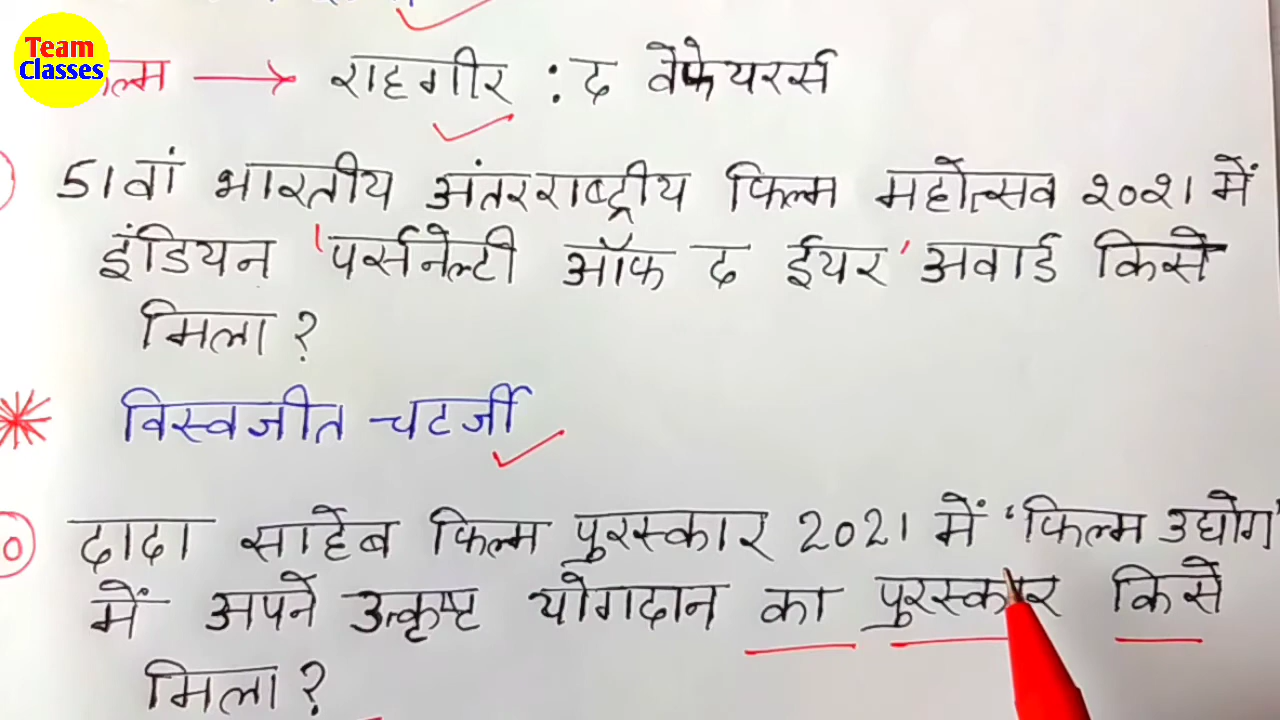 Team
Classes
ल्म → राहगीर : द वेफेयरर्स
51वां भारतीय अंतरराष्ट्रीय फिल्म महोत्सव २०२१ में
इंडियन 'पर्सनेल्टी ऑफ द ईयर' अवार्ड किसे
मिला ?
विस्वजीत चटर्जी
दादा साहेब फिल्म पुरस्कार 2021 में 'फिल्म उद्योग'
में अपने उत्कृष्ट योगदान का पुरस्कार किसे
मिला ?